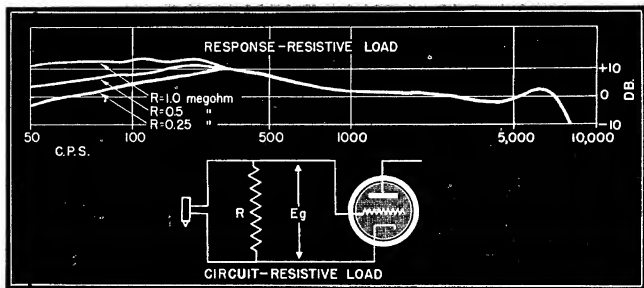 RESPONSE-RESISTIVE LOAD
+10
R=1.0 megohm
0
D.B.
R=0.5 "
R=0.25 "
-10
50 100 500 1000 5,000 10,000
C.P.S.
R
Eg
CIRCUIT-RESISTIVE LOAD